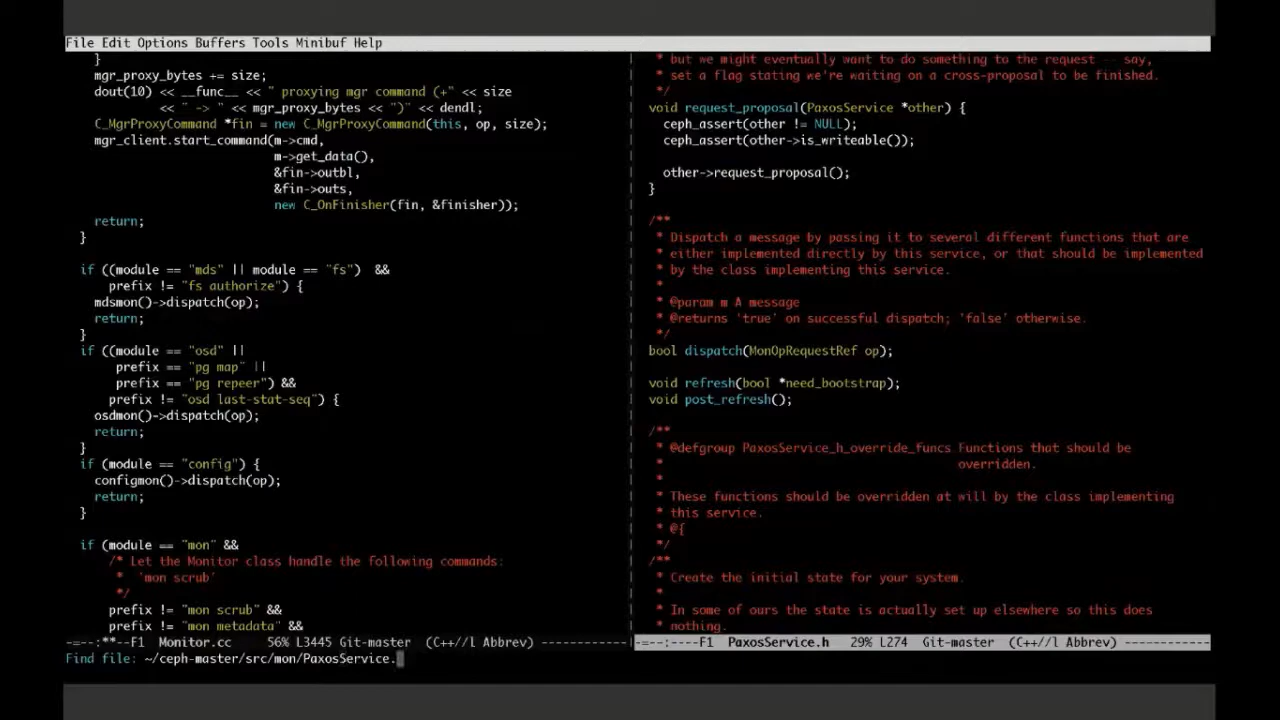 File Edit Options Buffers Tools Minibuf Help
}
mgr_proxy_bytes += size;
dout(10) << __func__ << " proxying mgr command (+" << size
<< " -> " << mgr_proxy_bytes << ")" << dendl;
C_MgrProxyCommand *fin = new C_MgrProxyCommand(this, op, size);
mgr_client.start_command(m->cmd,
m->get_data(),
&fin->outbl,
&fin->outs,
new C_OnFinisher(fin, &finisher));
return;
}
if ((module == "mds" || module == "fs")  &&
prefix != "fs authorize") {
mdsmon()->dispatch(op);
return;
}
if ((module == "osd" ||
prefix == "pg map" ||
prefix == "pg repeer") &&
prefix != "osd last-stat-seq") {
osdmon()->dispatch(op);
return;
}
if (module == "config") {
configmon()->dispatch(op);
return;
}
if (module == "mon" &&
/* Let the Monitor class handle the following commands:
*  'mon scrub'
*/
prefix != "mon scrub" &&
prefix != "mon metadata" &&
-=--:**--F1  Monitor.cc     56% L3445  Git-master  (C++//l Abbrev) ------------
* but we might eventually want to do something to the request -- say,
* set a flag stating we're waiting on a cross-proposal to be finished.
*/
void request_proposal(PaxosService *other) {
ceph_assert(other != NULL);
ceph_assert(other->is_writeable());
other->request_proposal();
}
/**
* Dispatch a message by passing it to several different functions that are
* either implemented directly by this service, or that should be implemented
* by the class implementing this service.
*
* @param m A message
* @returns 'true' on successful dispatch; 'false' otherwise.
*/
bool dispatch(MonOpRequestRef op);
void refresh(bool *need_bootstrap);
void post_refresh();
/**
* @defgroup PaxosService_h_override_funcs Functions that should be
*                                         overridden.
*
* These functions should be overridden at will by the class implementing
* this service.
* @{
*/
/**
* Create the initial state for your system.
*
* In some of ours the state is actually set up elsewhere so this does
* nothing.
-=--:----F1  PaxosService.h   29% L274  Git-master  (C++//l Abbrev) -------------
Find file: ~/ceph-master/src/mon/PaxosService.